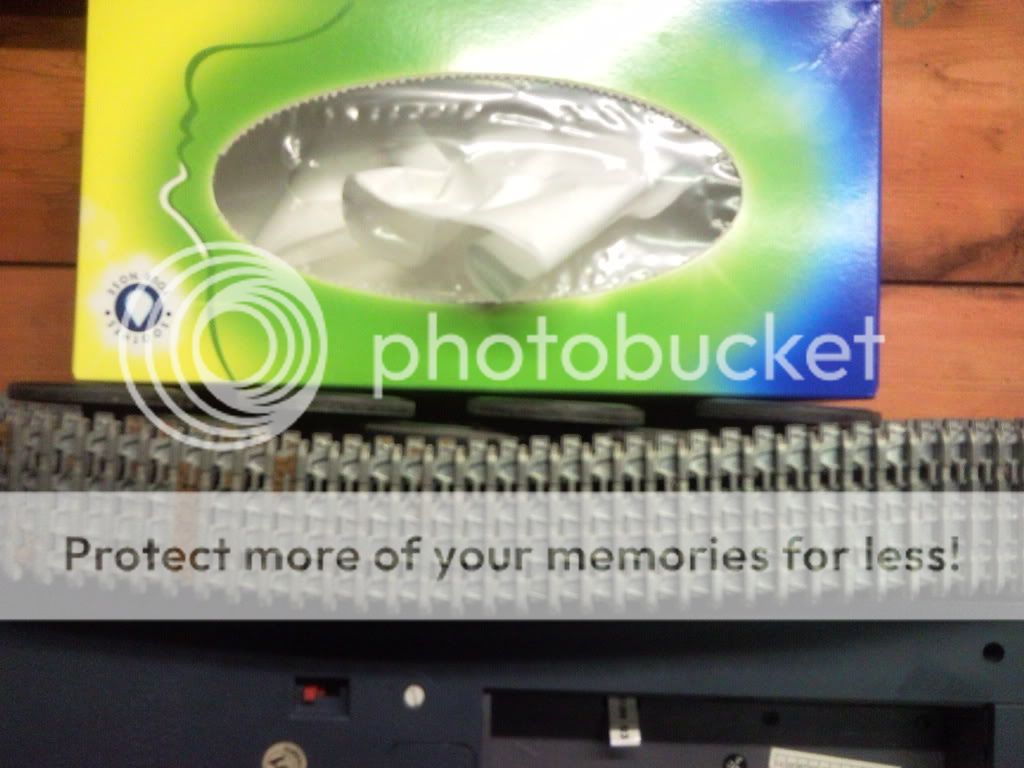 photobucket
Protect more of your memories for less!